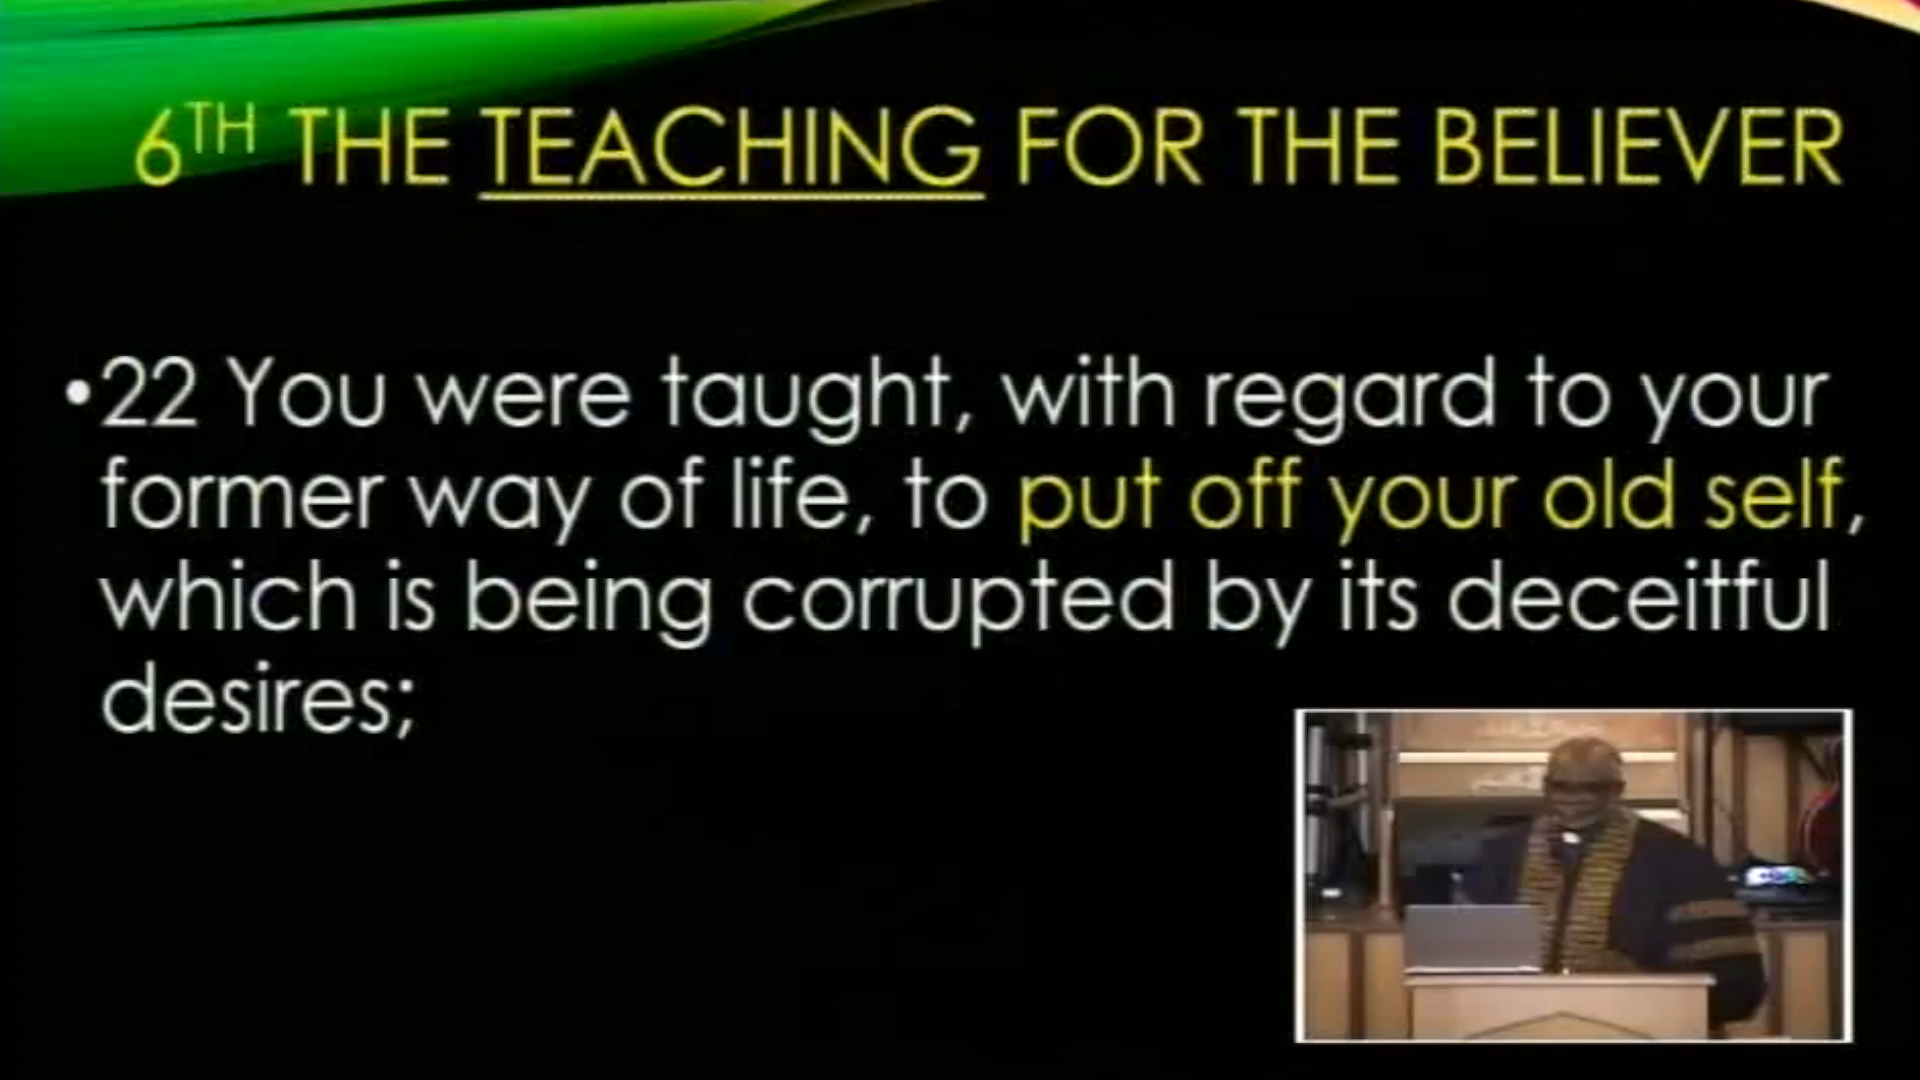 6TH THE TEACHING FOR THE BELIEVER
•22 You were taught, with regard to your
former way of life, to put off your old self,
which is being corrupted by its deceitful
desires;